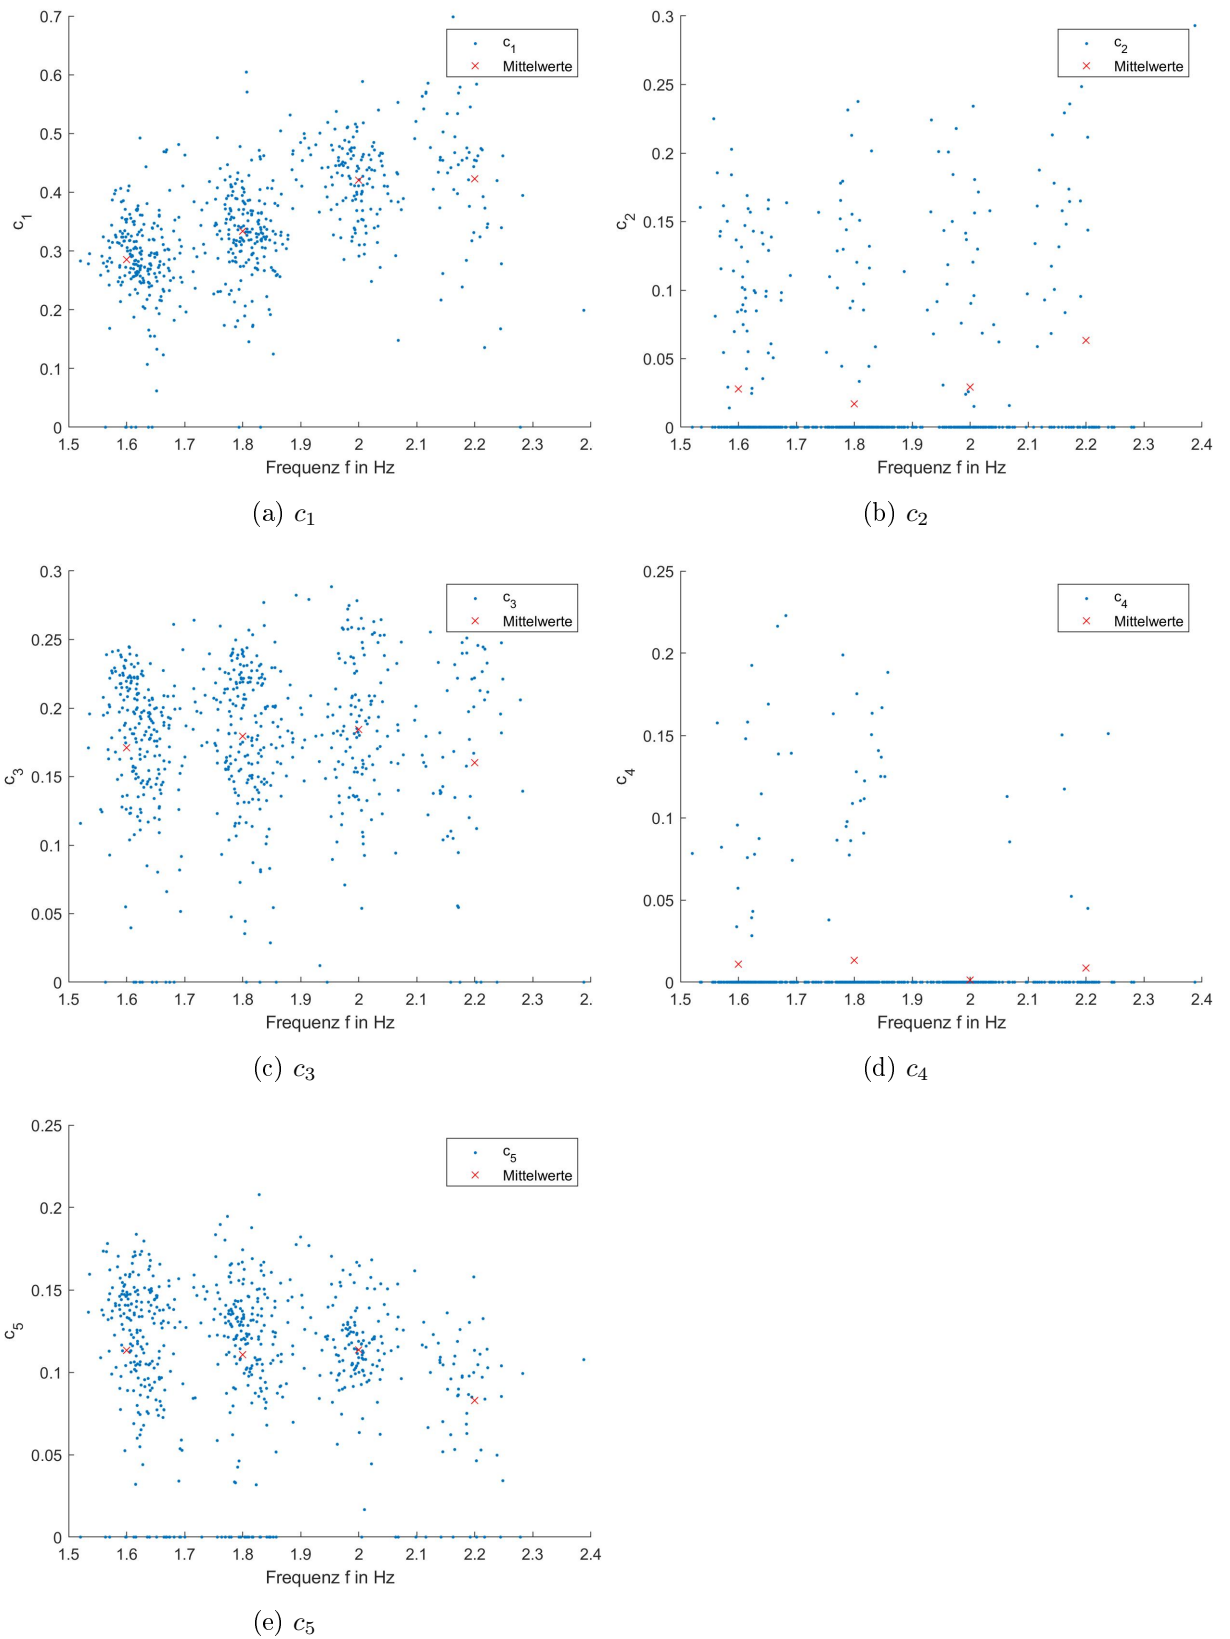 0.7
0.6
0.5
0.4
0.3
0.2
0.1
0
c1
c1
Mittelwerte
1.5 1.6 1.7 1.8 1.9 2 2.1 2.2 2.3 2.
Frequenz f in Hz
(a) c1
0.3
0.25
0.2
0.15
0.1
0.05
0
c2
c2
Mittelwerte
1.5 1.6 1.7 1.8 1.9 2 2.1 2.2 2.3 2.4
Frequenz f in Hz
(b) c2
0.3
0.25
0.2
0.15
0.1
0.05
0
c3
c3
Mittelwerte
1.5 1.6 1.7 1.8 1.9 2 2.1 2.2 2.3 2.
Frequenz f in Hz
(c) c3
0.25
0.2
0.15
0.1
0.05
0
c4
c4
Mittelwerte
1.5 1.6 1.7 1.8 1.9 2 2.1 2.2 2.3 2.4
Frequenz f in Hz
(d) c4
0.25
0.2
0.15
0.1
0.05
0
c5
c5
Mittelwerte
1.5 1.6 1.7 1.8 1.9 2 2.1 2.2 2.3 2.4
Frequenz f in Hz
(e) c5